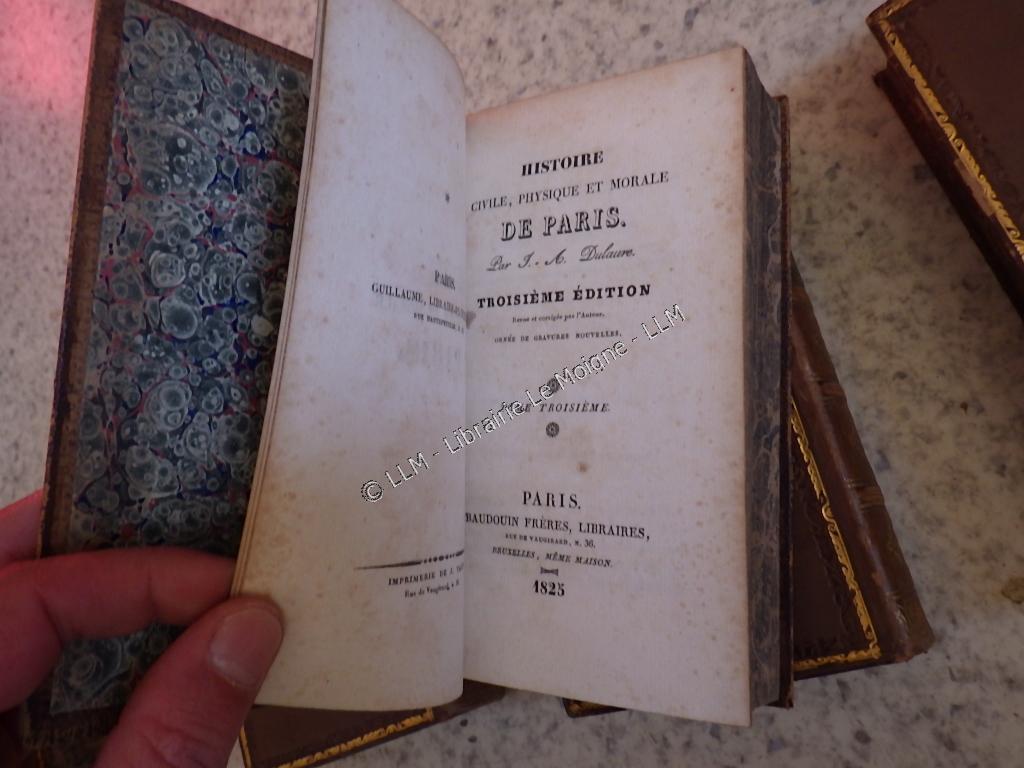 PARIS.
GUILLAUME,
IMPRIMERIE DE J.
Rue de Vaugirard, n.
HISTOIRE
CIVILE, PHYSIQUE ET MORALE
DE PARIS.
Par J.-A. Dulaure.
TROISIÈME ÉDITION
Revue et corrigée par l'Auteur,
ORNÉE DE GRAVURES NOUVELLES,
TROISIÈME.
PARIS.
BAUDOUIN FRÈRES, LIBRAIRES,
RUE DE VAUGIRARD, N. 36.
BRUXELLES, MÊME MAISON.
1825
© LLM - Librairie Le Moigne - LLM